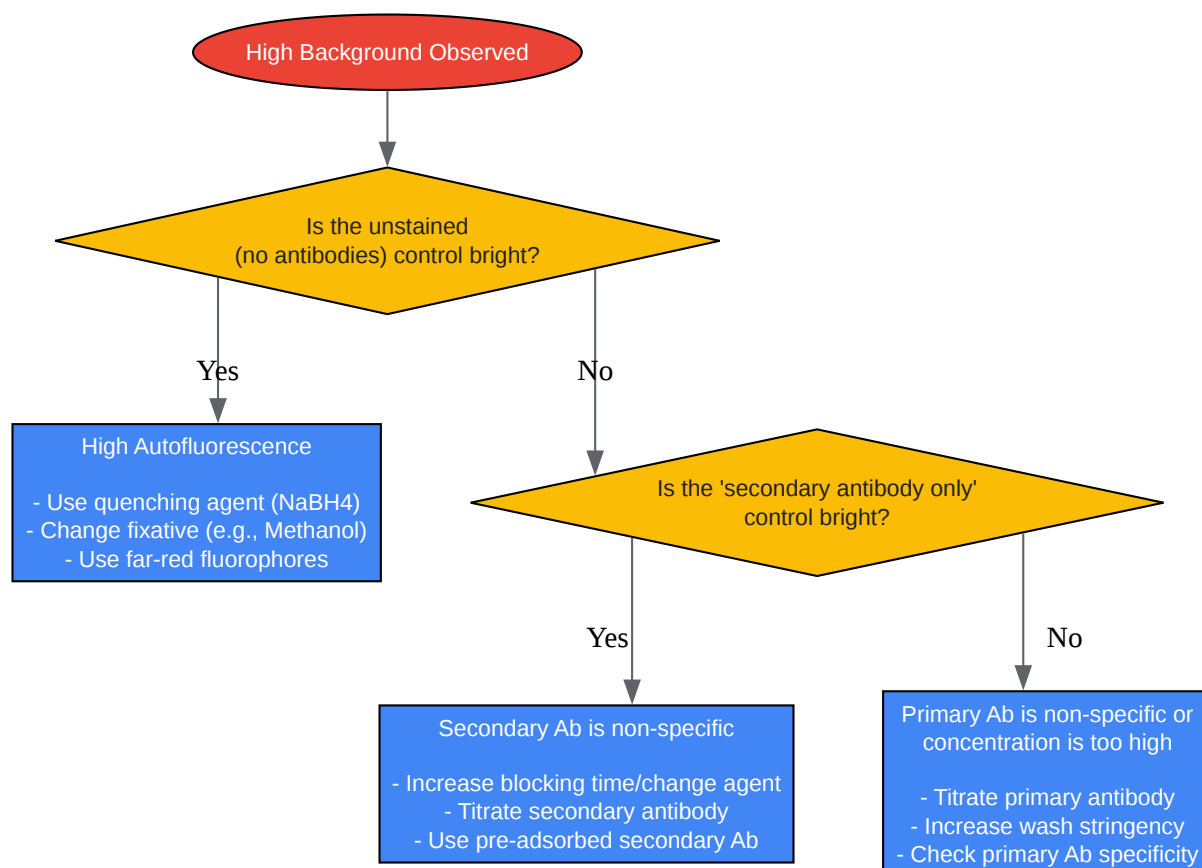 High Background Observed
Is the unstained
(no antibodies) control bright?
Yes
No
High Autofluorescence
- Use quenching agent (NaBH4)
- Change fixative (e.g., Methanol)
- Use far-red fluorophores
Is the 'secondary antibody only'
control bright?
Yes
No
Secondary Ab is non-specific
- Increase blocking time/change agent
- Titrate secondary antibody
- Use pre-adsorbed secondary Ab
Primary Ab is non-specific or
concentration is too high
- Titrate primary antibody
- Increase wash stringency
- Check primary Ab specificity